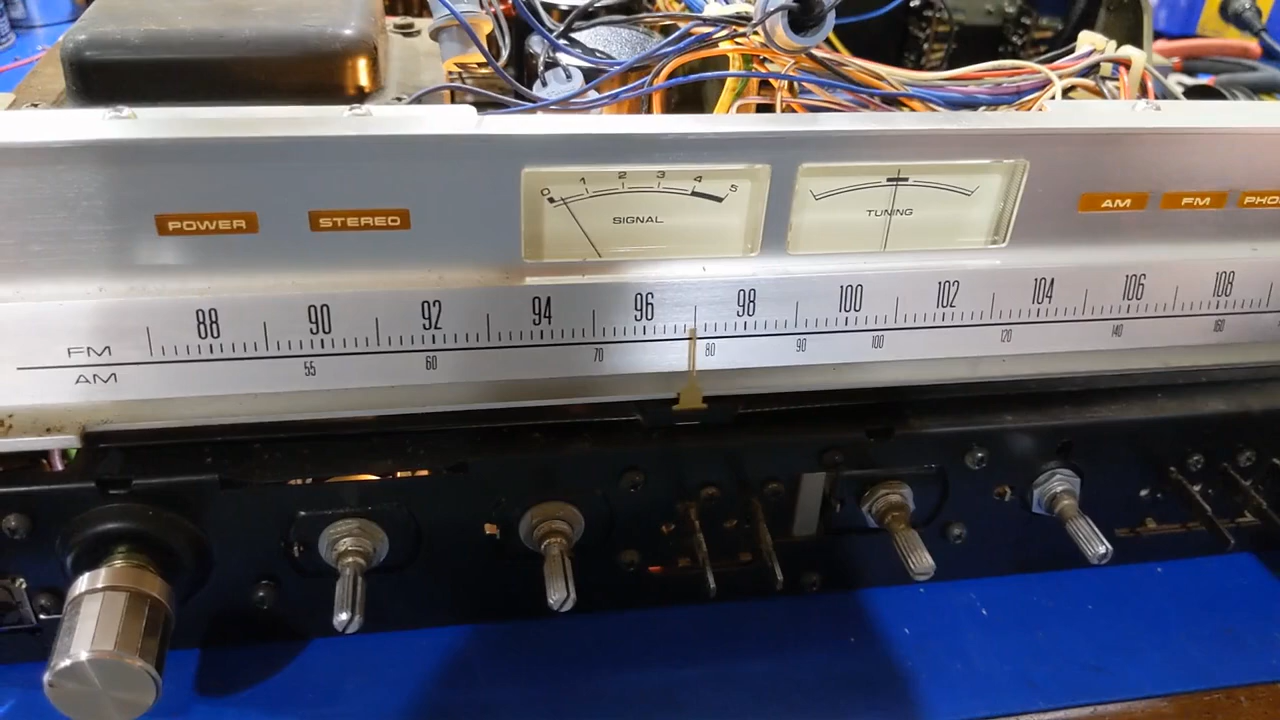 0 1 2 3 4 5
POWER STEREO SIGNAL TUNING AM FM PHO
88 90 92 94 96 98 100 102 104 106 108
FM
55 60 70 80 90 100 120 140 160
AM